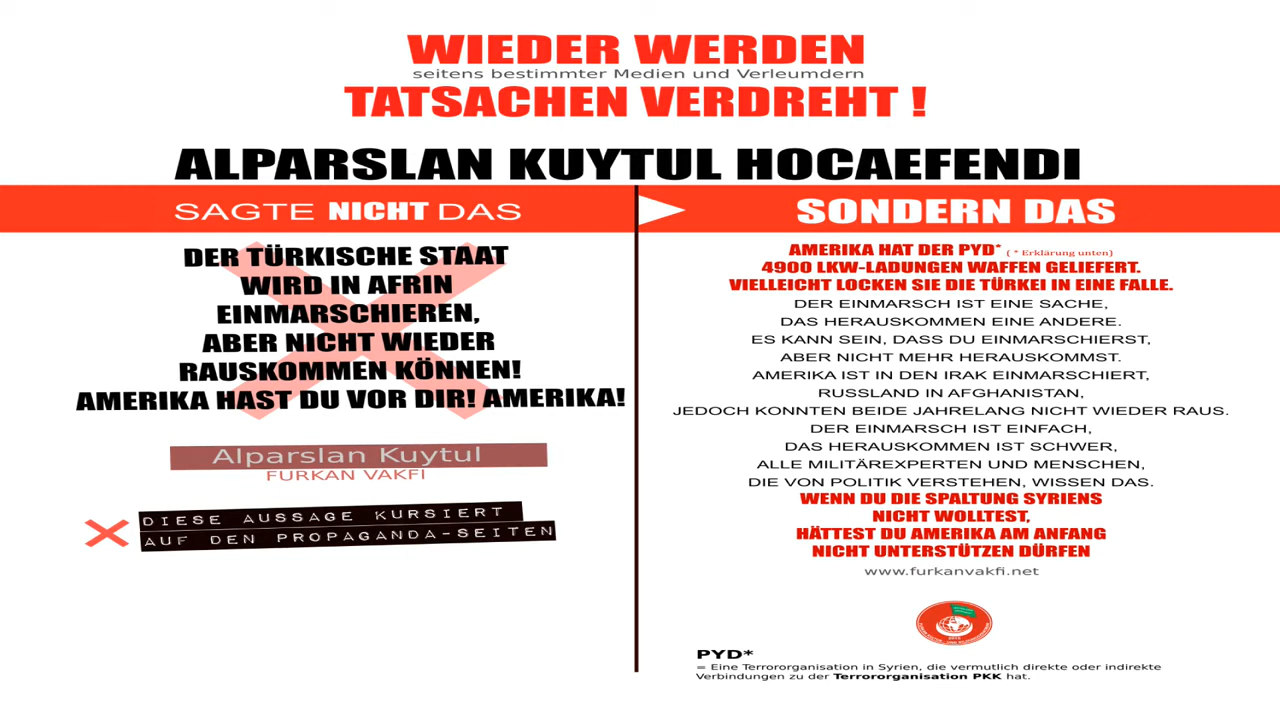 WIEDER WERDEN
seitens bestimmter Medien und Verleumdern
TATSACHEN VERDREHT !
ALPARSLAN KUYTUL HOCAEFENDI
SAGTE NICHT DAS
DER TÜRKISCHE STAAT
WIRD IN AFRIN
EINMARSCHIEREN,
ABER NICHT WIEDER
RAUSKOMMEN KÖNNEN!
AMERIKA HAST DU VOR DIR! AMERIKA!
Alparslan Kuytul
FURKAN VAKFI
DIESE AUSSAGE KURSIERT
AUF DEN PROPAGANDA-SEITEN
SONDERN DAS
AMERIKA HAT DER PYD* ( * Erklärung unten)
4900 LKW-LADUNGEN WAFFEN GELIEFERT.
VIELLEICHT LOCKEN SIE DIE TÜRKEI IN EINE FALLE.
DER EINMARSCH IST EINE SACHE,
DAS HERAUSKOMMEN EINE ANDERE.
ES KANN SEIN, DASS DU EINMARSCHIERST,
ABER NICHT MEHR HERAUSKOMMST.
AMERIKA IST IN DEN IRAK EINMARSCHIERT,
RUSSLAND IN AFGHANISTAN,
JEDOCH KONNTEN BEIDE JAHRELANG NICHT WIEDER RAUS.
DER EINMARSCH IST EINFACH,
DAS HERAUSKOMMEN IST SCHWER,
ALLE MILITÄREXPERTEN UND MENSCHEN,
DIE VON POLITIK VERSTEHEN, WISSEN DAS.
WENN DU DIE SPALTUNG SYRIENS
NICHT WOLLTEST,
HÄTTEST DU AMERIKA AM ANFANG
NICHT UNTERSTÜTZEN DÜRFEN
www.furkanvakfi.net
PYD*
= Eine Terrororganisation in Syrien, die vermutlich direkte oder indirekte
Verbindungen zu der Terrororganisation PKK hat.